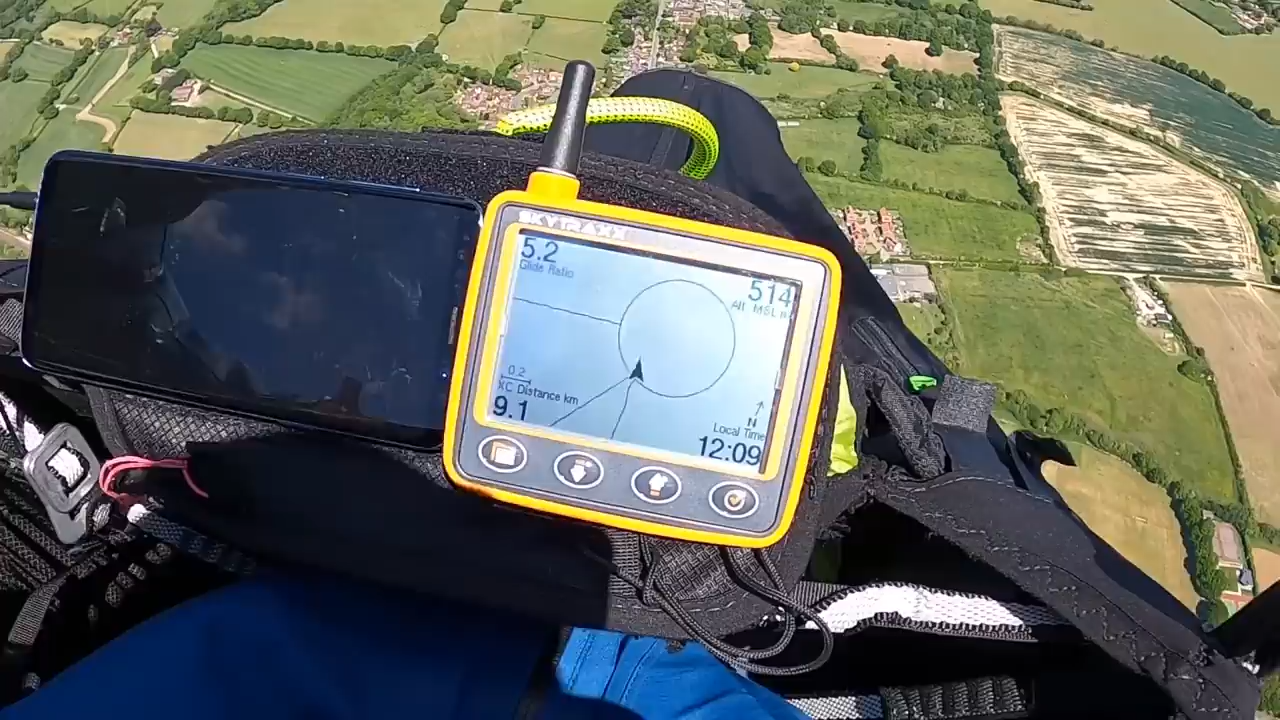 SKYTRAXX
5.2
Glide Ratio
514
Alt MSL m
0.2
XC Distance km
9.1
N
Local Time
12:09